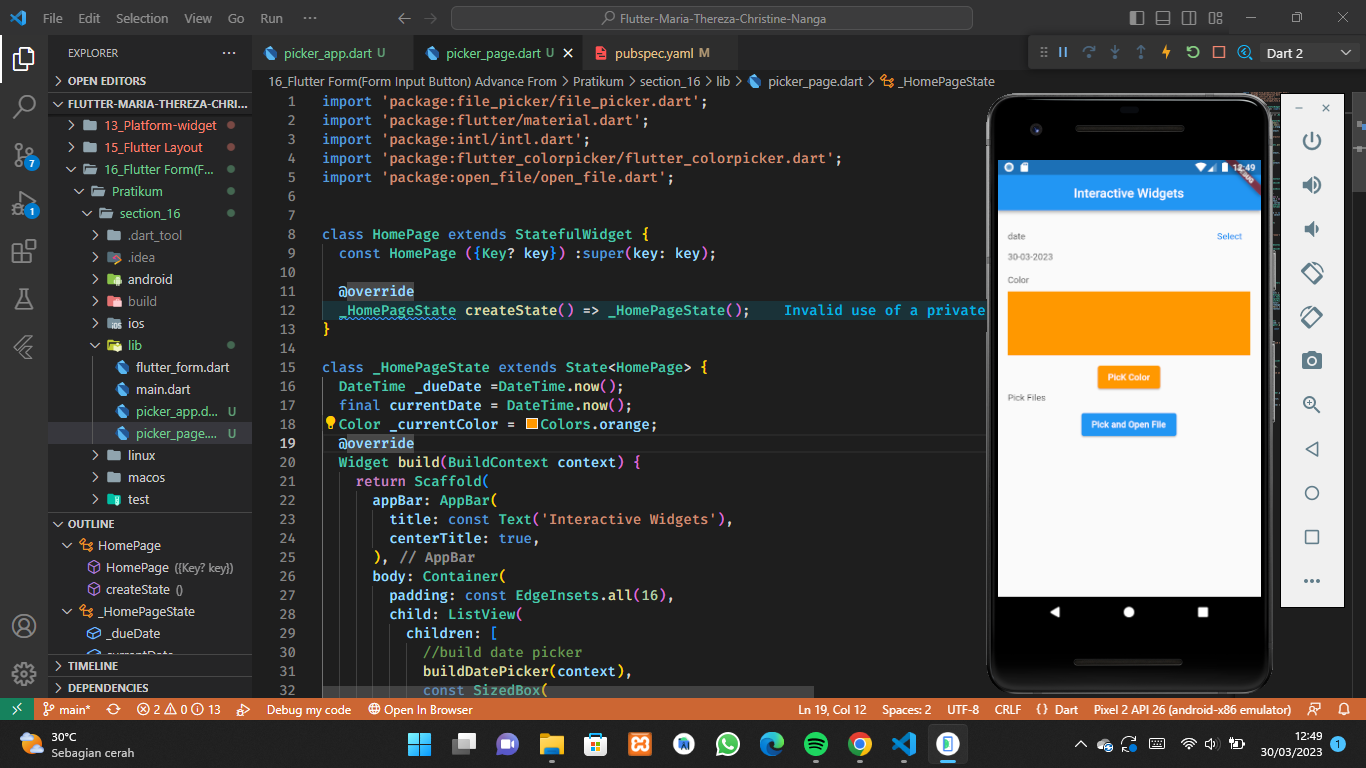 File Edit Selection View Go Run ··· Flutter-Maria-Thereza-Christine-Nanga
EXPLORER ···
picker_app.dart U picker_page.dart U pubspec.yaml M
Dart 2
OPEN EDITORS
16_Flutter Form(Form Input Button) Advance From > Pratikum > section_16 > lib > picker_page.dart > _HomePageState
FLUTTER-MARIA-THEREZA-CHRI...
13_Platform-widget
15_Flutter Layout
16_Flutter Form(F...
Pratikum
section_16
.dart_tool
.idea
android
build
ios
lib
flutter_form.dart
main.dart
picker_app.d... U
picker_page.... U
linux
macos
test
OUTLINE
HomePage
HomePage ({Key? key})
createState ()
_HomePageState
_dueDate
TIMELINE
DEPENDENCIES
7
1
1 import 'package:file_picker/file_picker.dart';
2 import 'package:flutter/material.dart';
3 import 'package:intl/intl.dart';
4 import 'package:flutter_colorpicker/flutter_colorpicker.dart';
5 import 'package:open_file/open_file.dart';
6
7
8 class HomePage extends StatefulWidget {
9 const HomePage ({Key? key}) :super(key: key);
10
11 @override
12 _HomePageState createState() => _HomePageState(); Invalid use of a private
13 }
14
15 class _HomePageState extends State<HomePage> {
16 DateTime _dueDate =DateTime.now();
17 final currentDate = DateTime.now();
18 Color _currentColor = Colors.orange;
19 @override
20 Widget build(BuildContext context) {
21 return Scaffold(
22 appBar: AppBar(
23 title: const Text('Interactive Widgets'),
24 centerTitle: true,
25 ), // AppBar
26 body: Container(
27 padding: const EdgeInsets.all(16),
28 child: ListView(
29 children: [
30 //build date picker
31 buildDatePicker(context),
32 const SizedBox(
12:49
Interactive Widgets
date Select
30-03-2023
Color
PicK Color
Pick Files
Pick and Open File
main* 2 0 13 Debug my code Open In Browser Ln 19, Col 12 Spaces: 2 UTF-8 CRLF {} Dart Pixel 2 API 26 (android-x86 emulator)
30°C
Sebagian cerah
12:49
30/03/2023
1